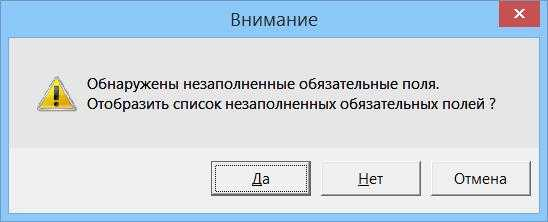 Внимание
Обнаружены незаполненные обязательные поля.
Отобразить список незаполненных обязательных полей ?
Да
Нет
Отмена